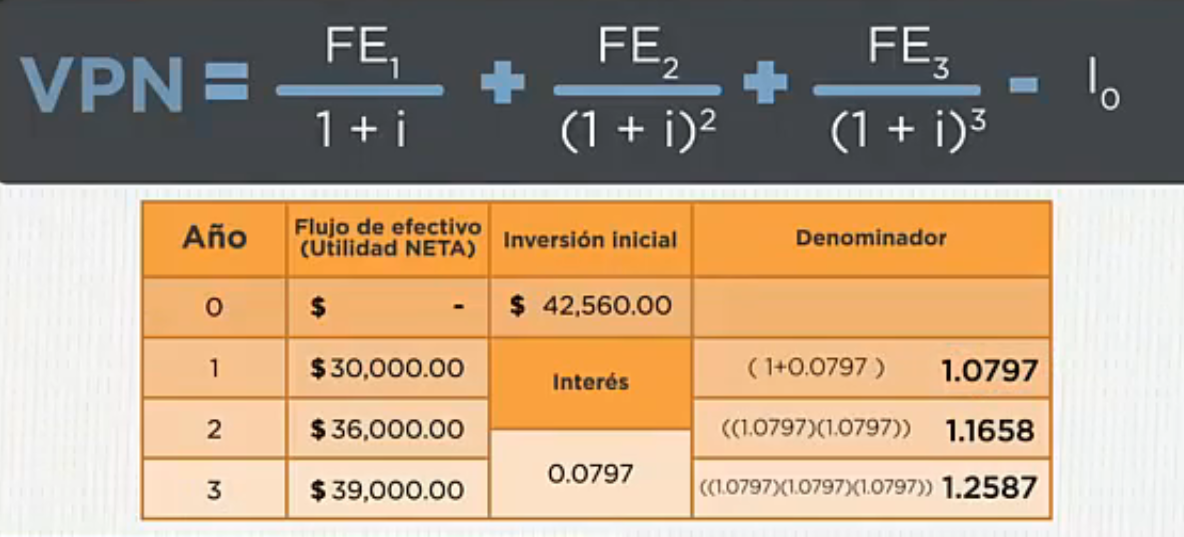 VPN = FE₁ / 1 + i + FE₂ / (1 + i)² + FE₃ / (1 + i)³ - I₀
Año Flujo de efectivo (Utilidad NETA) Inversión inicial Denominador
0 $ - $ 42,560.00
1 $30,000.00 Interés ( 1+0.0797 ) 1.0797
2 $36,000.00 ((1.0797)(1.0797)) 1.1658
0.0797
3 $39,000.00 ((1.0797)(1.0797)(1.0797)) 1.2587